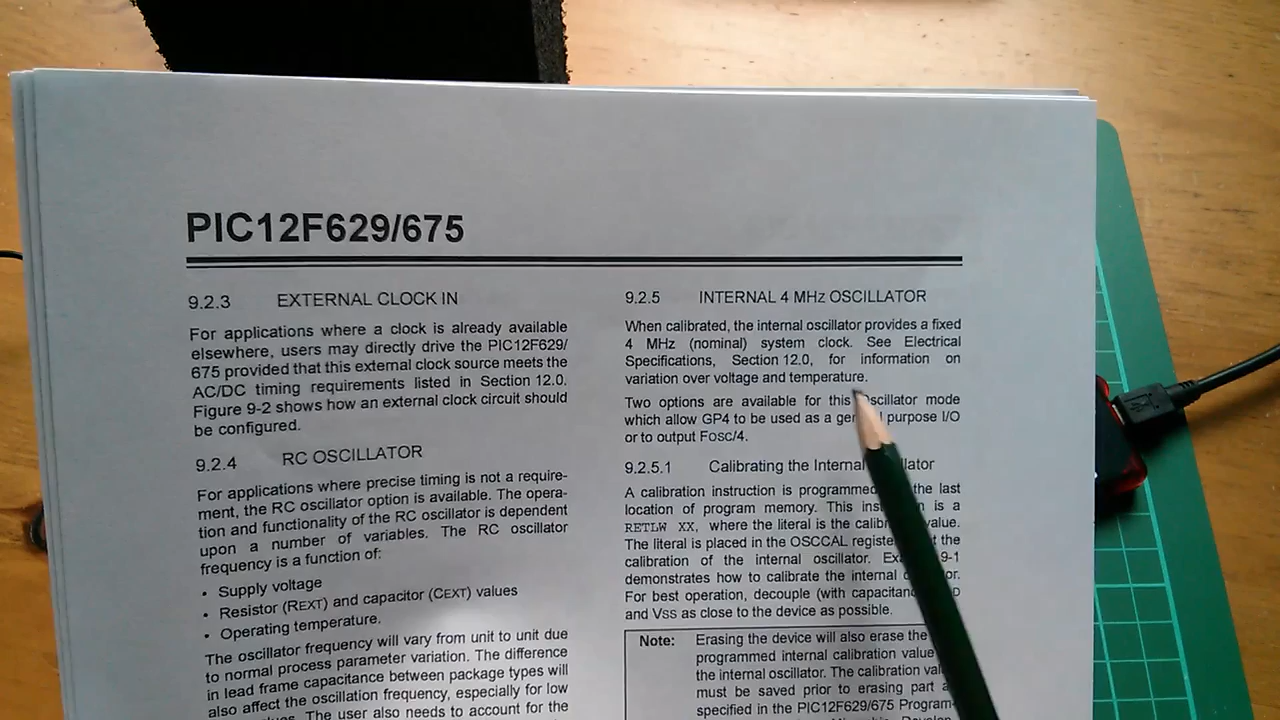 PIC12F629/675
9.2.3 EXTERNAL CLOCK IN
For applications where a clock is already available
elsewhere, users may directly drive the PIC12F629/
675 provided that this external clock source meets the
AC/DC timing requirements listed in Section 12.0.
Figure 9-2 shows how an external clock circuit should
be configured.
9.2.4 RC OSCILLATOR
For applications where precise timing is not a require-
ment, the RC oscillator option is available. The opera-
tion and functionality of the RC oscillator is dependent
upon a number of variables. The RC oscillator
frequency is a function of:
• Supply voltage
• Resistor (REXT) and capacitor (CEXT) values
• Operating temperature.
The oscillator frequency will vary from unit to unit due
to normal process parameter variation. The difference
in lead frame capacitance between package types will
also affect the oscillation frequency, especially for low
The user also needs to account for the
9.2.5 INTERNAL 4 MHz OSCILLATOR
When calibrated, the internal oscillator provides a fixed
4 MHz (nominal) system clock. See Electrical
Specifications, Section 12.0, for information on
variation over voltage and temperature.
Two options are available for this oscillator mode
which allow GP4 to be used as a general purpose I/O
or to output FOSC/4.
9.2.5.1 Calibrating the Internal
A calibration instruction is programmed the last
location of program memory. This is a
RETLW XX, where the literal is the value.
The literal is placed in the OSCCAL the
calibration of the internal oscillator. 9-1
demonstrates how to calibrate the internal
For best operation, decouple (with
and VSS as close to the device as possible.
Note: Erasing the device will also erase the
programmed internal calibration value
the internal oscillator. The calibration
must be saved prior to erasing part
specified in the PIC12F629/675 Program-